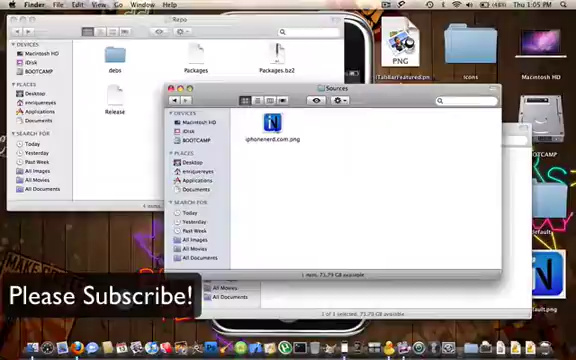 Finder File Edit View Go Window Help
Thu 1:05 PM
Repo
DEVICES
Macintosh HD
iDisk
BOOTCAMP
PLACES
Desktop
enriquereyes
Applications
Documents
SEARCH FOR
Today
Yesterday
Past Week
All Images
All Movies
All Documents
debs
Packages
Packages.bz2
Release
Sources
DEVICES
Macintosh HD
iDisk
BOOTCAMP
PLACES
Desktop
enriquereyes
Applications
Documents
SEARCH FOR
Today
Yesterday
Past Week
All Images
All Movies
All Documents
iphonenerd.com.png
1 item, 73.79 GB available
All Movies
All Documents
1 of 1 selected, 73.79 GB available
PNG
Icons
Macintosh HD
BOOTCAMP
Please Subscribe!